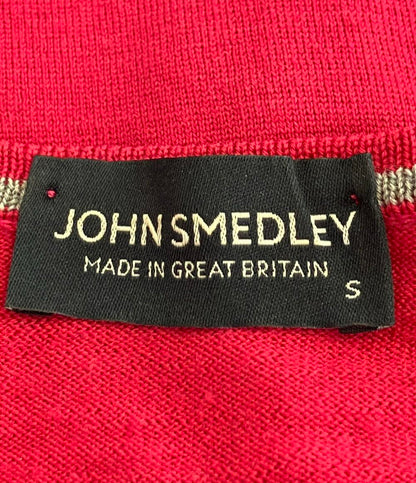 JOHN SMEDLEY
MADE IN GREAT BRITAIN
S